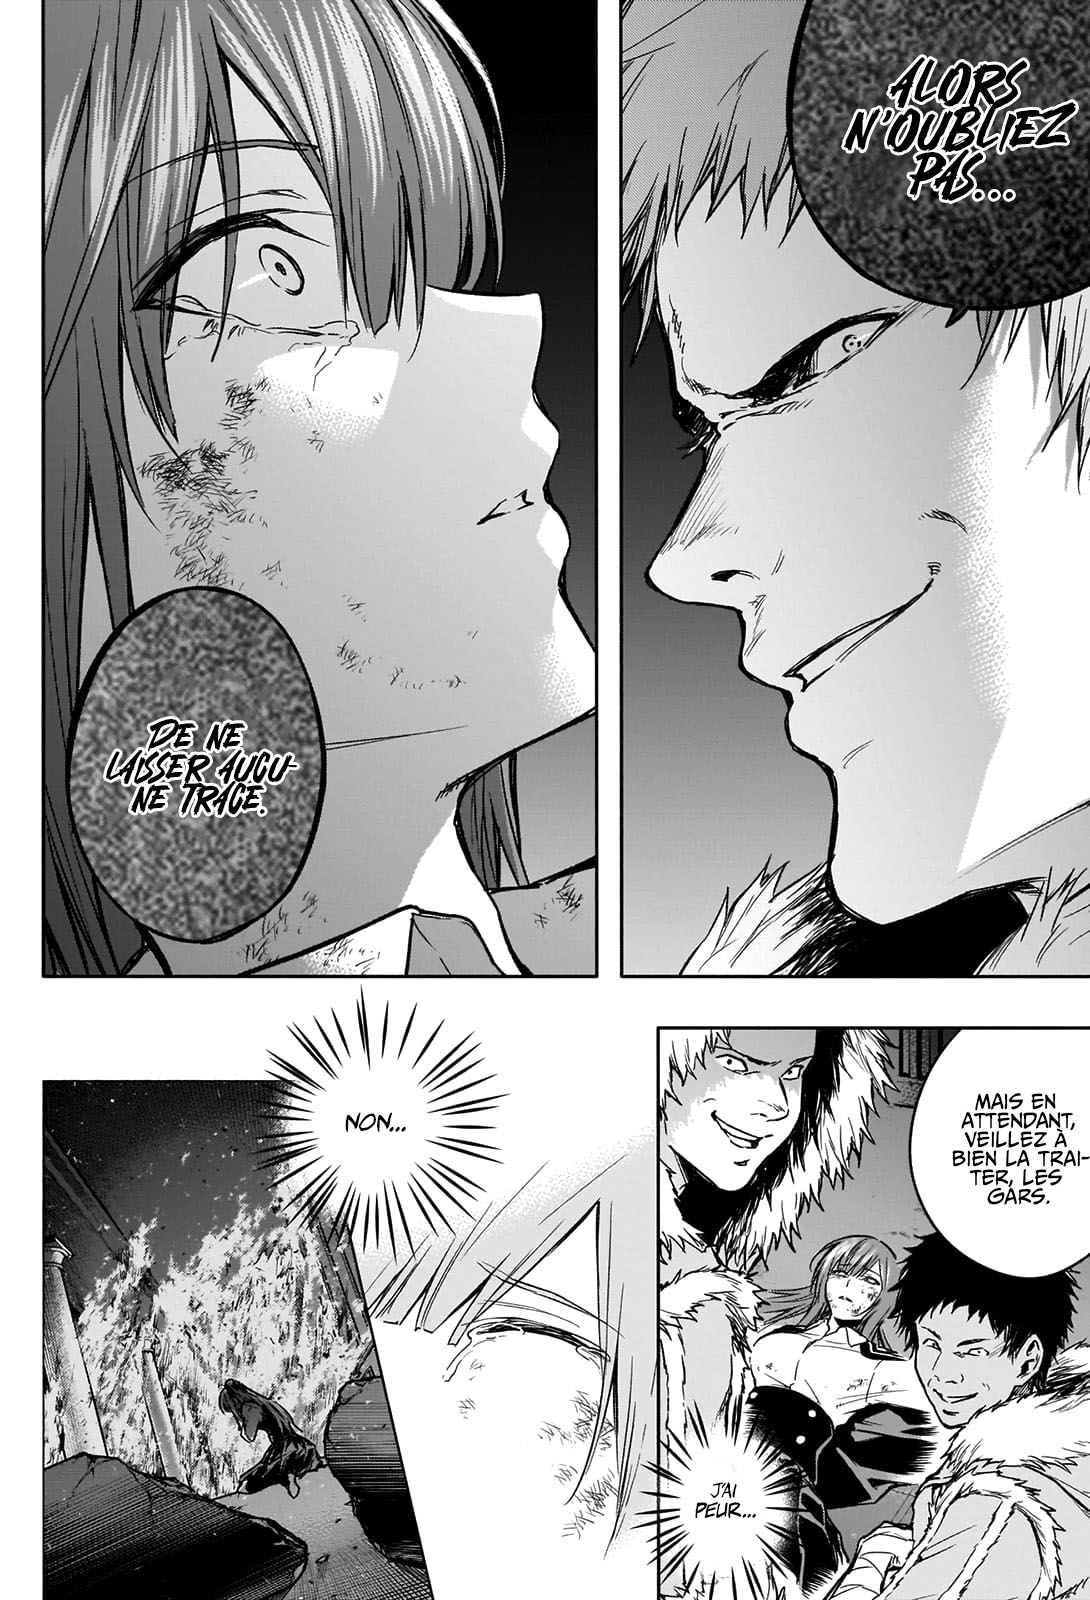 ALORS
N'OUBLIEZ
PAS...
DE NE
LAISSER AUCU-
NE TRACE.
MAIS EN
ATTENDANT,
VEILLEZ À
BIEN LA TRAI-
TER, LES
GARS.
J'AI
PEUR...
NON...